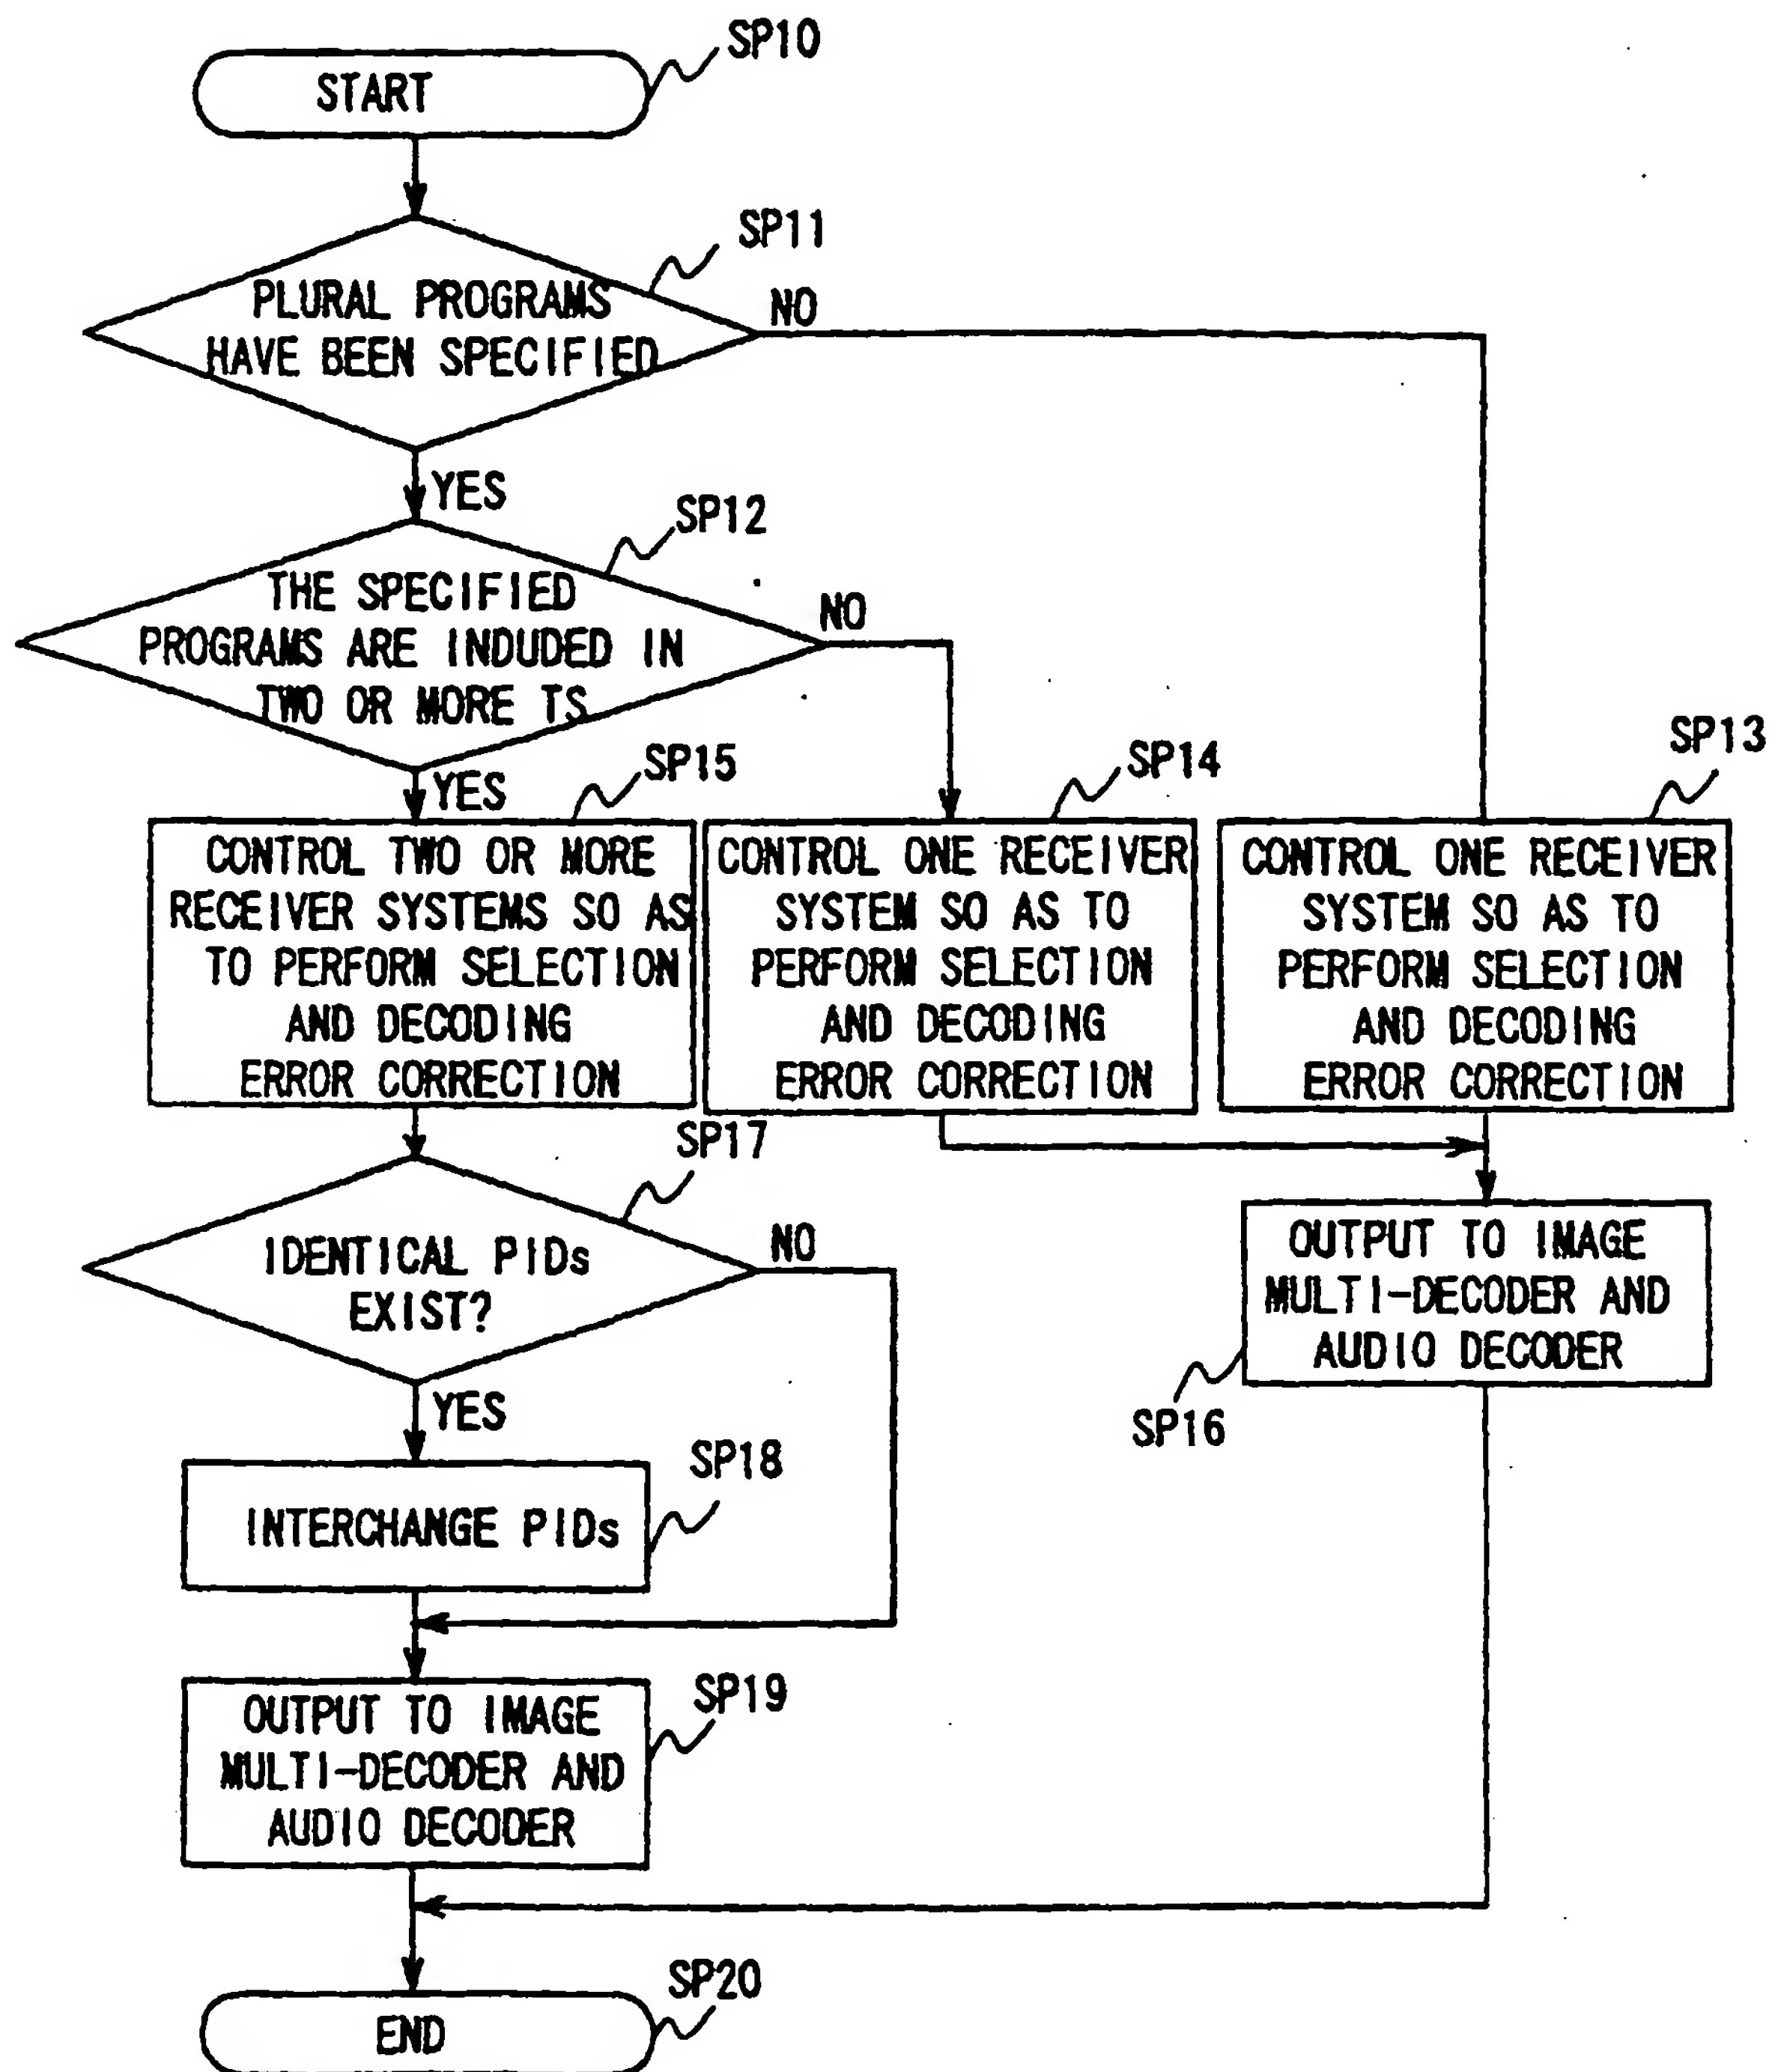 SP10
START
SP11
PLURAL PROGRAMS
HAVE BEEN SPECIFIED
NO
YES
SP12
THE SPECIFIED
PROGRAMS ARE INDUDED IN
TWO OR MORE TS
NO
YES
SP15
CONTROL TWO OR MORE
RECEIVER SYSTEMS SO AS
TO PERFORM SELECTION
AND DECODING
ERROR CORRECTION
SP14
CONTROL ONE RECEIVER
SYSTEM SO AS TO
PERFORM SELECTION
AND DECODING
ERROR CORRECTION
SP13
CONTROL ONE RECEIVER
SYSTEM SO AS TO
PERFORM SELECTION
AND DECODING
ERROR CORRECTION
SP17
IDENTICAL PIDs
EXIST?
NO
YES
OUTPUT TO IMAGE
MULTI-DECODER AND
AUDIO DECODER
SP16
SP18
INTERCHANGE PIDs
SP19
OUTPUT TO IMAGE
MULTI-DECODER AND
AUDIO DECODER
SP20
END